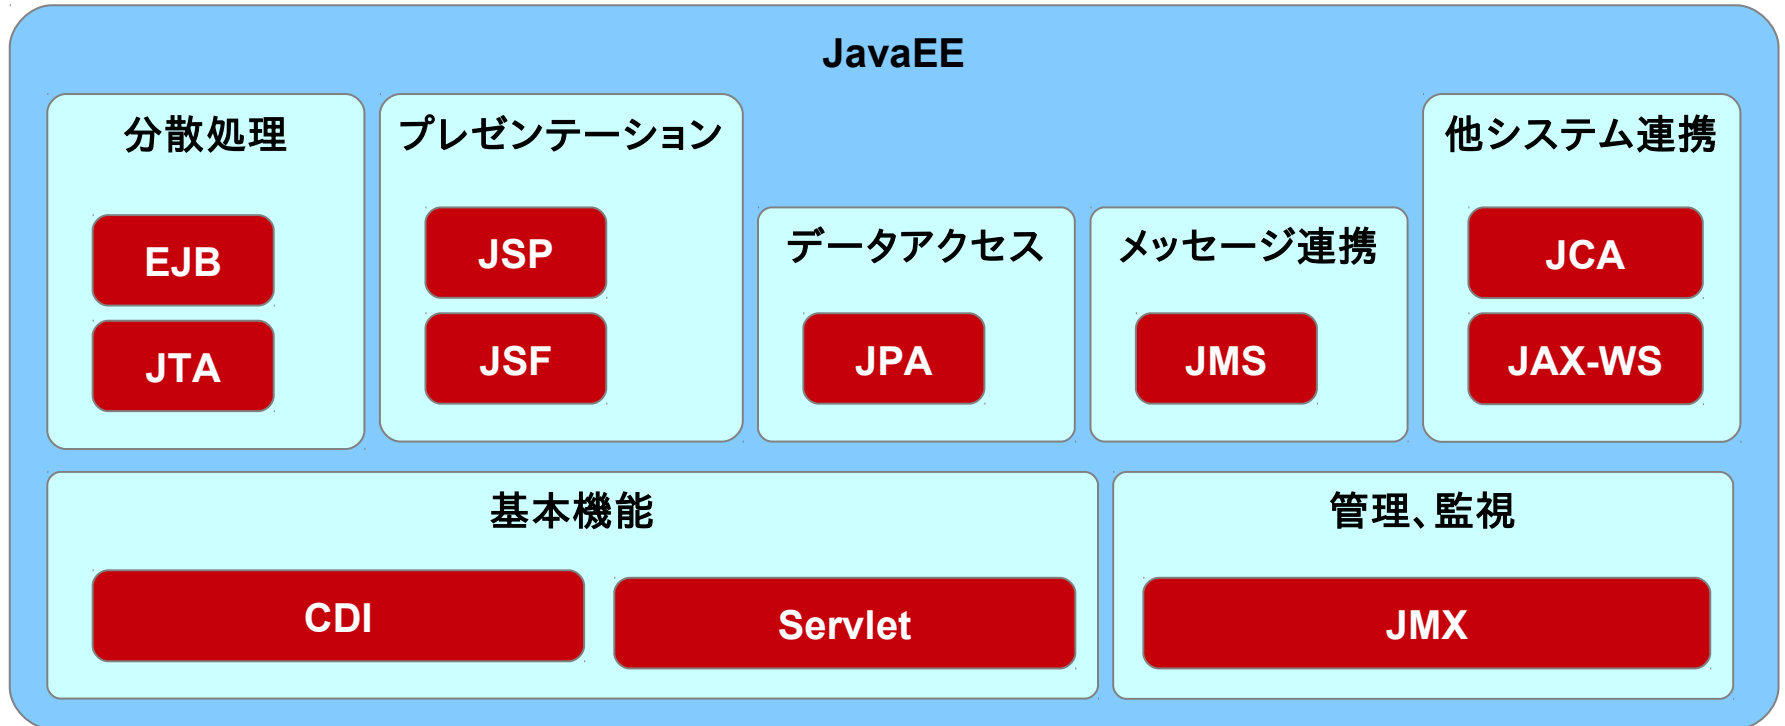 JavaEE
分散処理
EJB
JTA
プレゼンテーション
JSP
JSF
データアクセス
JPA
メッセージ連携
JMS
他システム連携
JCA
JAX-WS
基本機能
CDI
Servlet
管理、監視
JMX